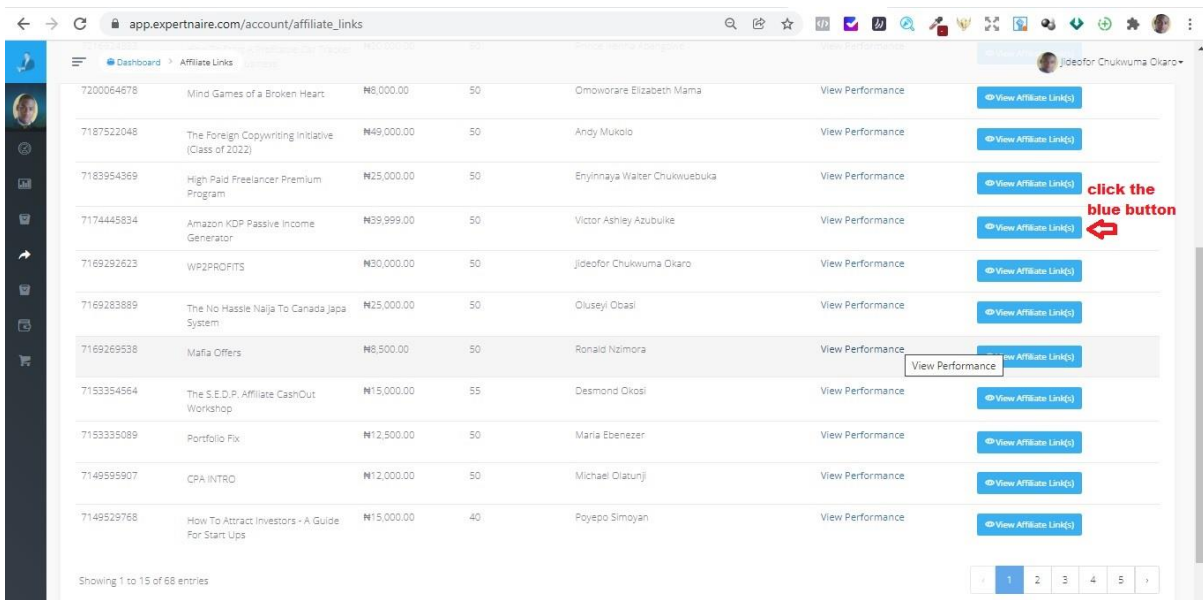 app.expertnaire.com/account/affiliate_links
Dashboard > Affiliate Links
Jideofor Chukwuma Okaro
7200064678 Mind Games of a Broken Heart ₦8,000.00 50 Omoworare Elizabeth Mama View Performance View Affiliate Link(s)
7187522048 The Foreign Copywriting Initiative ₦49,000.00 50 Andy Mukolo View Performance View Affiliate Link(s)
(Class of 2022)
7183954369 High Paid Freelancer Premium ₦25,000.00 50 Enyinnaya Walter Chukwuebuka View Performance View Affiliate Link(s)
Program
click the
blue button
7174445834 Amazon KDP Passive Income ₦39,999.00 50 Victor Ashley Azubuike View Performance View Affiliate Link(s)
Generator
7169292623 WP2PROFITS ₦30,000.00 50 Jideofor Chukwuma Okaro View Performance View Affiliate Link(s)
7169283889 The No Hassle Naija To Canada Japa ₦25,000.00 50 Oluseyi Obasi View Performance View Affiliate Link(s)
System
7169269538 Mafia Offers ₦8,500.00 50 Ronald Nzimora View Performance ew Affiliate Link(s)
View Performance
7153354564 The S.E.D.P. Affiliate CashOut ₦15,000.00 55 Desmond Okosi View Performance View Affiliate Link(s)
Workshop
7153335089 Portfolio Fix ₦12,500.00 50 Maria Ebenezer View Performance View Affiliate Link(s)
7149595907 CPA INTRO ₦12,000.00 50 Michael Olatunji View Performance View Affiliate Link(s)
7149529768 How To Attract Investors - A Guide ₦15,000.00 40 Poyepo Simoyan View Performance View Affiliate Link(s)
For Start Ups
Showing 1 to 15 of 68 entries
‹ 1 2 3 4 5 ›